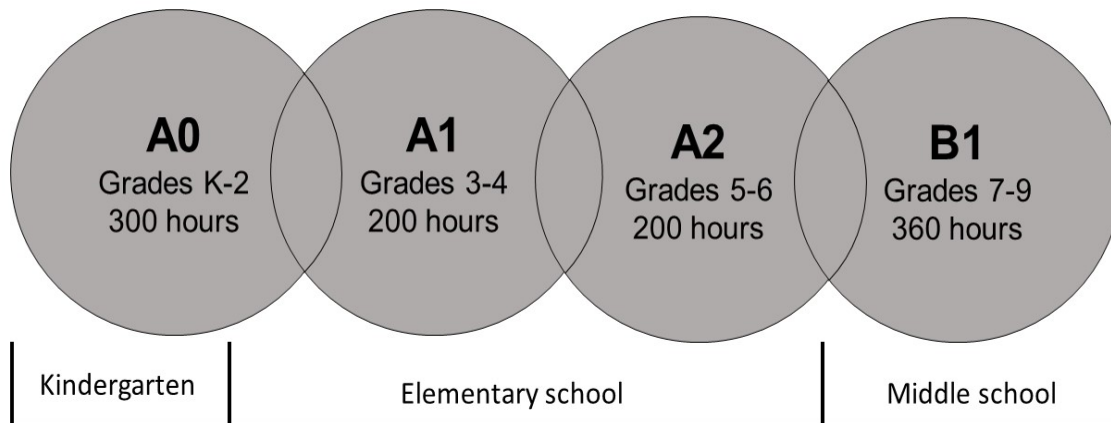 A0
Grades K-2
300 hours
A1
Grades 3-4
200 hours
A2
Grades 5-6
200 hours
B1
Grades 7-9
360 hours
Kindergarten
Elementary school
Middle school